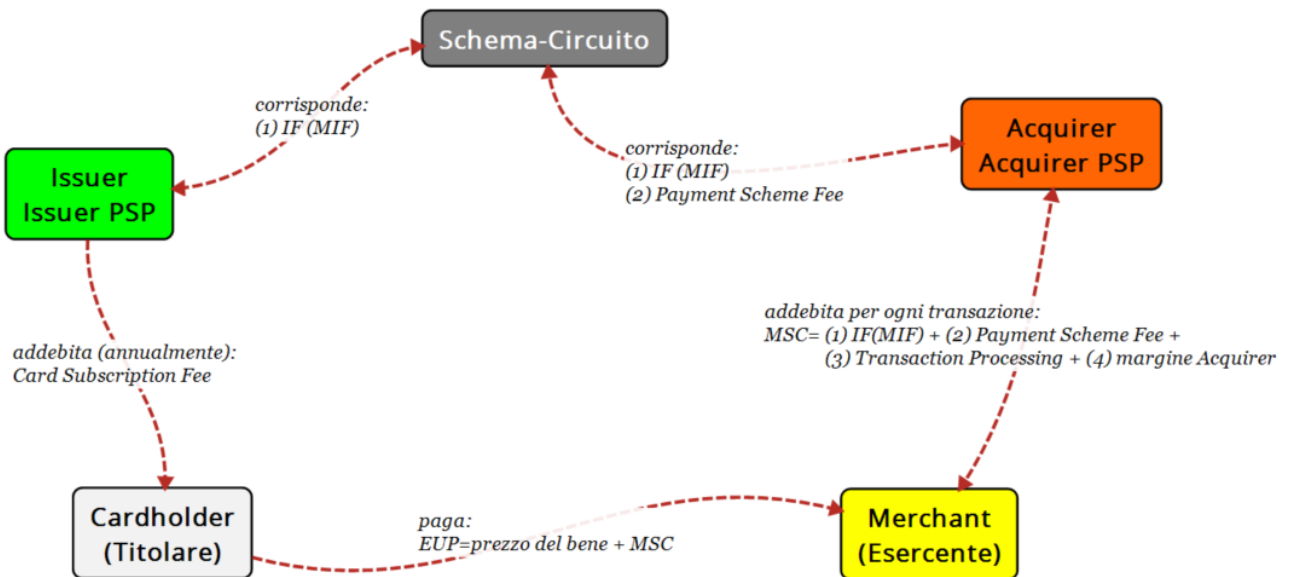 Schema-Circuito
corrisponde:
(1) IF (MIF)
Acquirer
Acquirer PSP
corrisponde:
(1) IF (MIF)
(2) Payment Scheme Fee
Issuer
Issuer PSP
addebita per ogni transazione:
MSC= (1) IF(MIF) + (2) Payment Scheme Fee +
(3) Transaction Processing + (4) margine Acquirer
addebita (annualmente):
Card Subscription Fee
Cardholder
(Titolare)
paga:
EUP=prezzo del bene + MSC
Merchant
(Esercente)